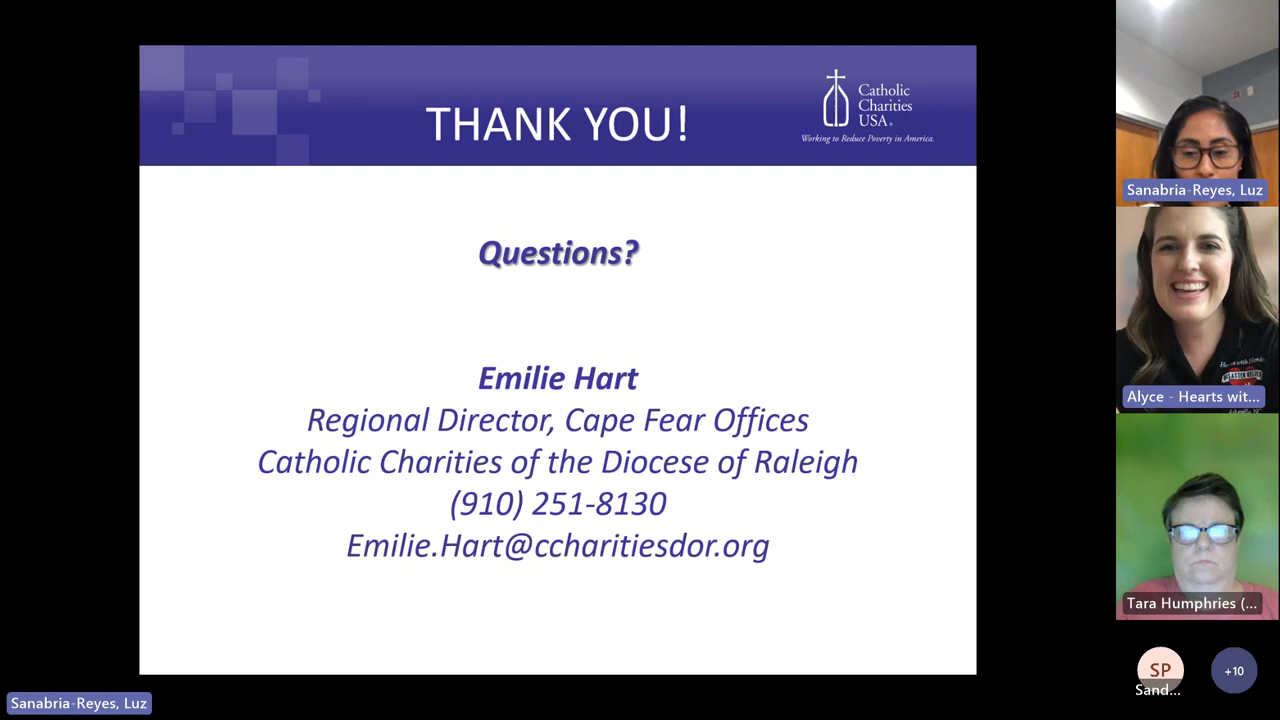 THANK YOU!
Catholic
Charities
USA®
Working to Reduce Poverty in America.
Questions?
Emilie Hart
Regional Director, Cape Fear Offices
Catholic Charities of the Diocese of Raleigh
(910) 251-8130
Emilie.Hart@ccharitiesdor.org
Sanabria-Reyes, Luz
Alyce - Hearts wit...
Tara Humphries (...
SP
Sand...
+10
Sanabria-Reyes, Luz